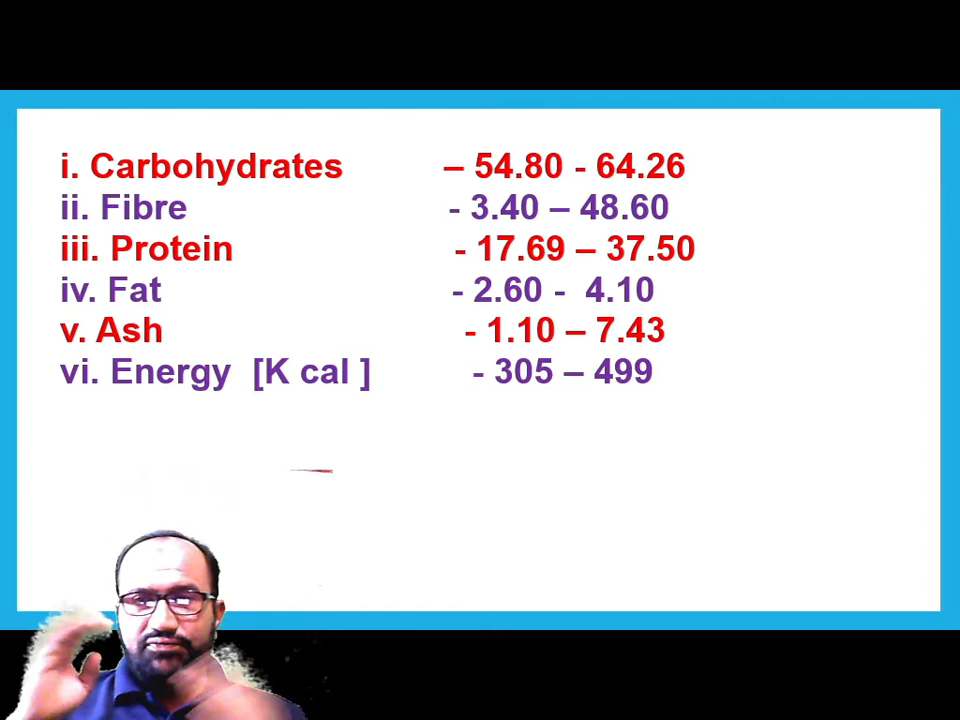 i. Carbohydrates – 54.80 - 64.26
ii. Fibre - 3.40 – 48.60
iii. Protein - 17.69 – 37.50
iv. Fat - 2.60 - 4.10
v. Ash - 1.10 – 7.43
vi. Energy [K cal ] - 305 – 499